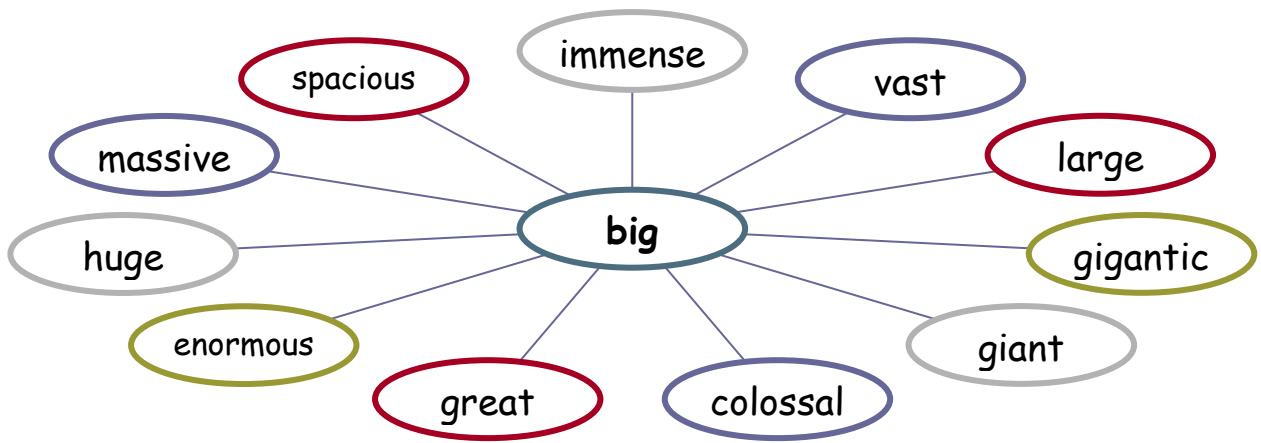 immense
spacious
vast
massive
large
big
huge
gigantic
enormous
giant
great
colossal